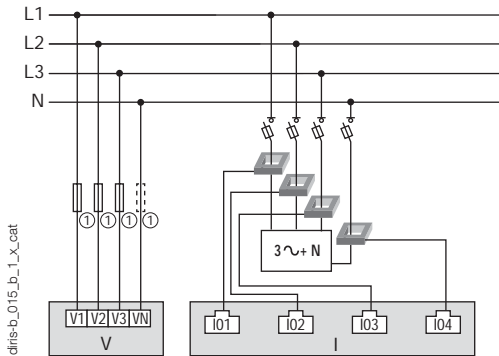 L1
L2
L3
N
① ① ① ①
3∿+ N
V1 V2 V3 VN
V
I01 I02 I03 I04
I
diris-b_015_b_1_x_cat